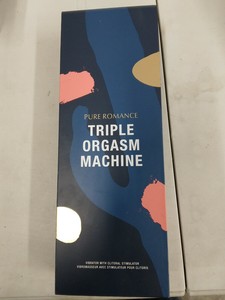 PURE ROMANCE
TRIPLE
ORGASM
MACHINE
VIBRATOR WITH CLITORAL STIMULATOR
VIBROMASSEUR AVEC STIMULATEUR POUR CLITORIS